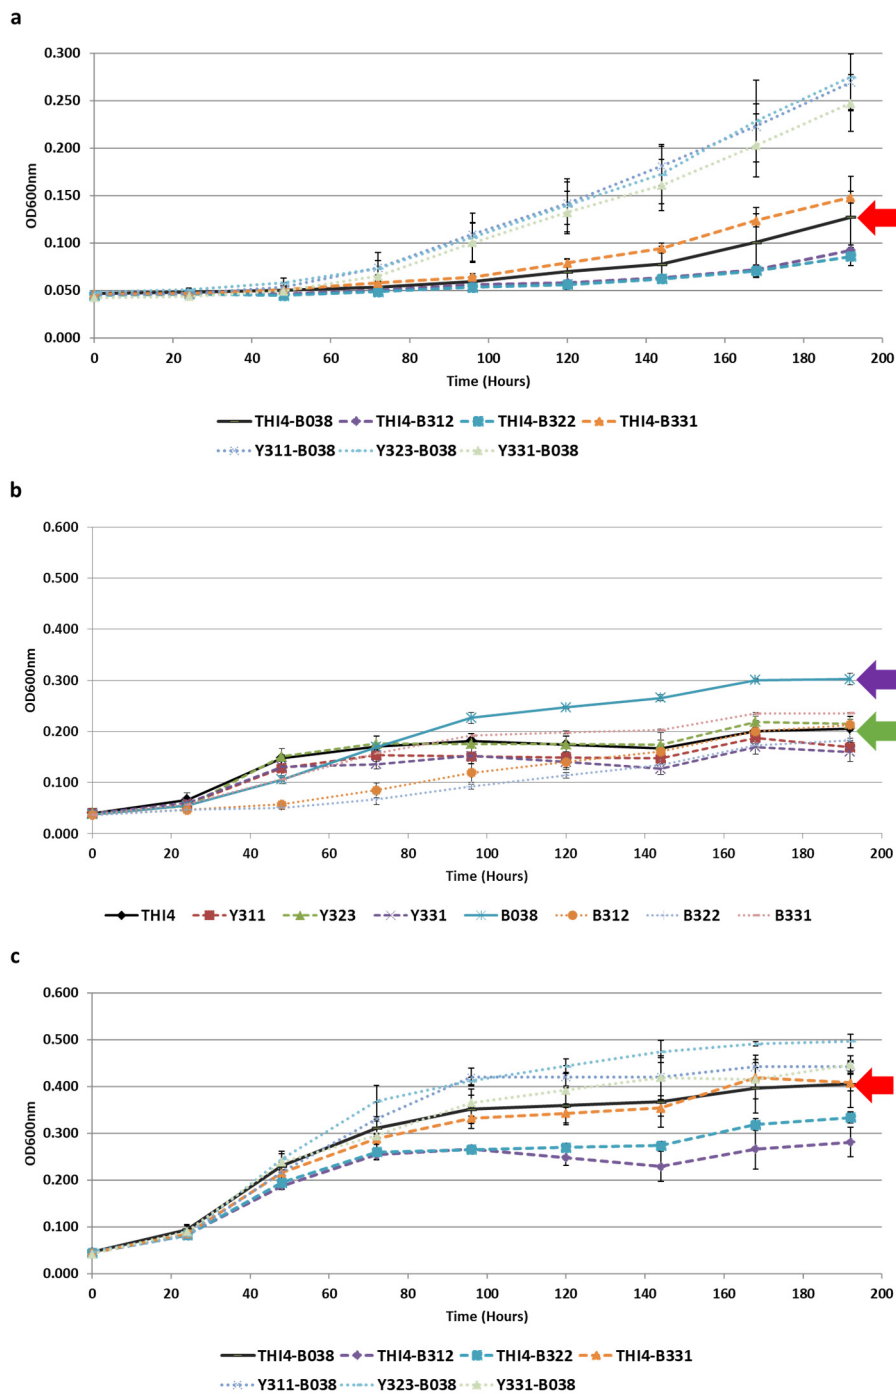 a
0.300
0.250
0.200
0.150
0.100
0.050
0.000
OD600nm
0 20 40 60 80 100 120 140 160 180 200
Time (Hours)
THI4-B038 THI4-B312 THI4-B322 THI4-B331
Y311-B038 Y323-B038 Y331-B038
b
0.600
0.500
0.400
0.300
0.200
0.100
0.000
OD600nm
0 20 40 60 80 100 120 140 160 180 200
Time (Hours)
THI4 Y311 Y323 Y331 B038 B312 B322 B331
c
0.600
0.500
0.400
0.300
0.200
0.100
0.000
OD600nm
0 20 40 60 80 100 120 140 160 180 200
Time (Hours)
THI4-B038 THI4-B312 THI4-B322 THI4-B331
Y311-B038 Y323-B038 Y331-B038